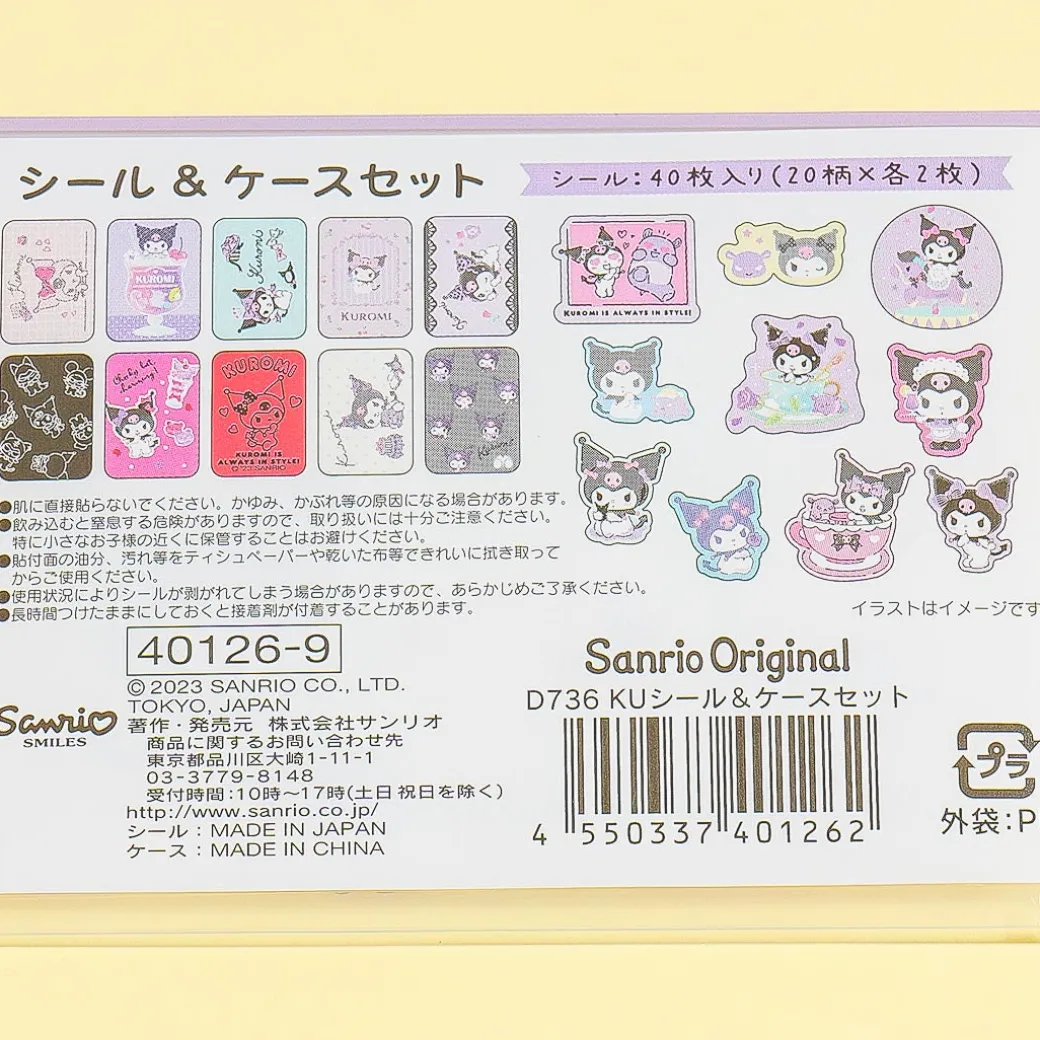 シール & ケースセット
シール:40枚入り(20柄×各2枚)
KUROMI
Kuromi
KUROMI
Lucky but
KUROMI
KUROMI IS
ALWAYS IN STYLE!
©'23 SANRIO
Kuromi
Kuromi
KUROMI IS ALWAYS IN STYLE!
●肌に直接貼らないでください。かゆみ、かぶれ等の原因になる場合があります。
●飲み込むと窒息する危険がありますので、取り扱いには十分ご注意ください。
特に小さなお子様の近くに保管することはお避けください。
●貼付面の油分、汚れ等をティシュペーパーや乾いた布等できれいに拭き取って
からご使用ください。
●使用状況によりシールが剥がれてしまう場合がありますので、あらかじめご了承ください。
●長時間つけたままにしておくと接着剤が付着することがあります。
イラストはイメージです
40126-9
© 2023 SANRIO CO., LTD.
TOKYO, JAPAN
Sanrio
SMILES
著作・発売元 株式会社サンリオ
商品に関するお問い合わせ先
東京都品川区大崎1-11-1
03-3779-8148
受付時間:10時〜17時(土日祝日を除く)
http://www.sanrio.co.jp/
シール:MADE IN JAPAN
ケース:MADE IN CHINA
Sanrio Original
D736 KUシール&ケースセット
4 550337 401262
プラ
外袋:P